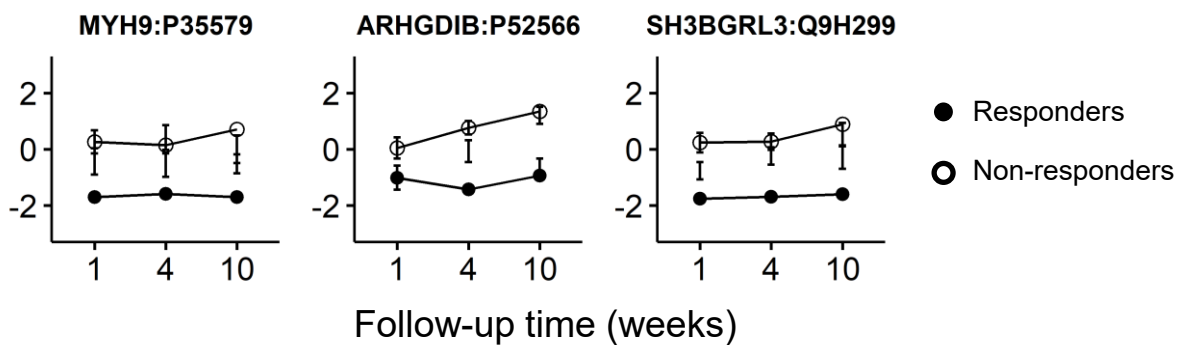 MYH9:P35579 ARHGDIB:P52566 SH3BGRL3:Q9H299
2 2 2
0 0 0
-2 -2 -2
1 4 10 1 4 10 1 4 10
Follow-up time (weeks)
Responders
Non-responders